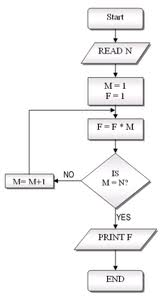 Start
READ N
M = 1
F = 1
F = F * M
IS
M = N?
NO
M= M+1
YES
PRINT F
END